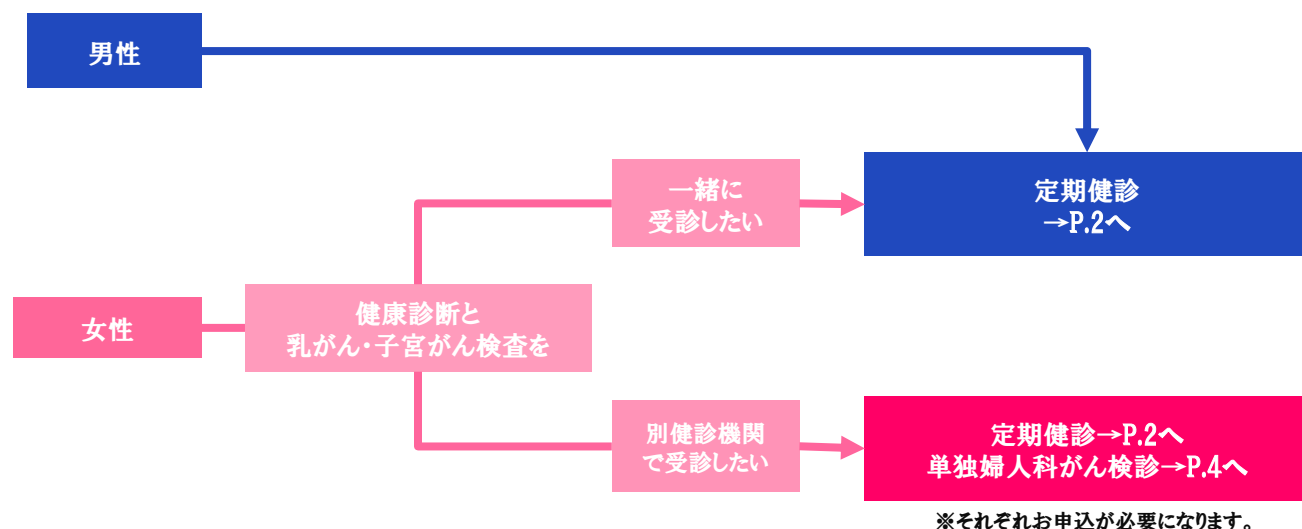 男性
一緒に
受診したい
定期健診
→P.2へ
女性
健康診断と
乳がん・子宮がん検査を
別健診機関
で受診したい
定期健診→P.2へ
単独婦人科がん検診→P.4へ
※それぞれお申込が必要になります。